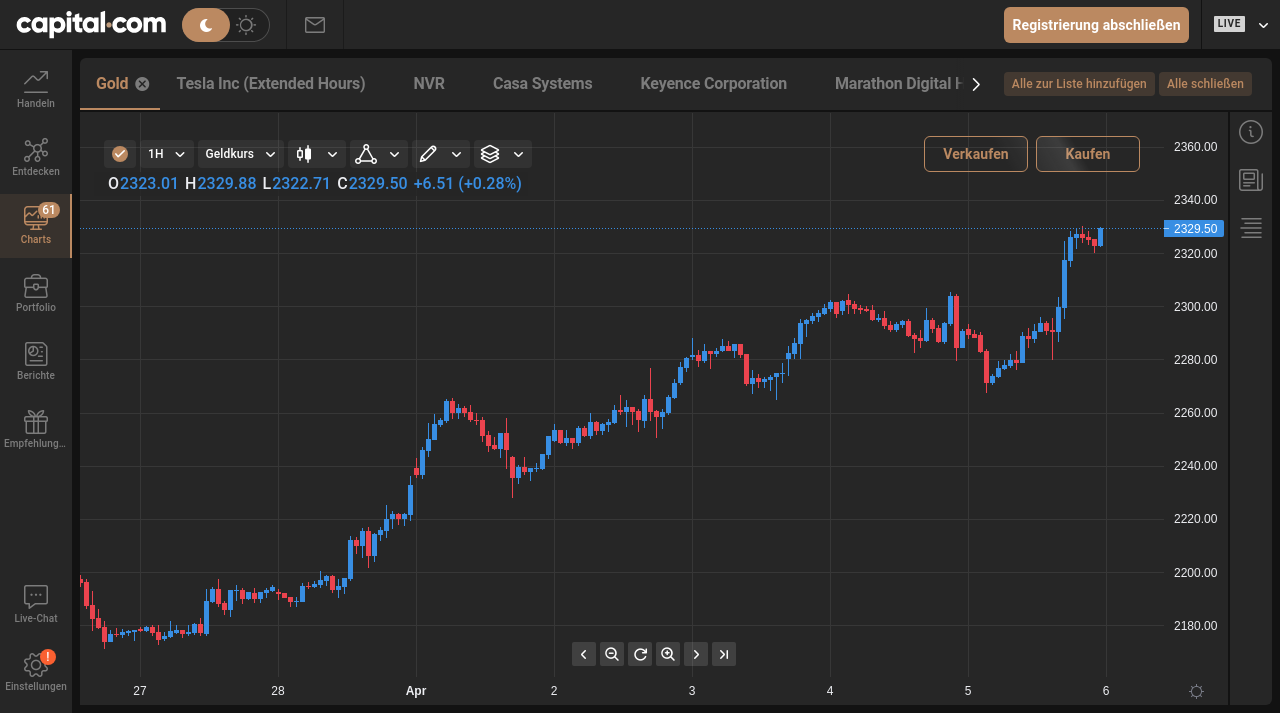 capital.com
Registrierung abschließen
LIVE
Handeln
Entdecken
61
Charts
Portfolio
Berichte
Empfehlung...
Live-Chat
!
Einstellungen
Gold
Tesla Inc (Extended Hours)
NVR
Casa Systems
Keyence Corporation
Marathon Digital H
Alle zur Liste hinzufügen
Alle schließen
1H
Geldkurs
Verkaufen
Kaufen
O2323.01 H2329.88 L2322.71 C2329.50 +6.51 (+0.28%)
2360.00
2340.00
2329.50
2320.00
2300.00
2280.00
2260.00
2240.00
2220.00
2200.00
2180.00
27 28 Apr 2 3 4 5 6